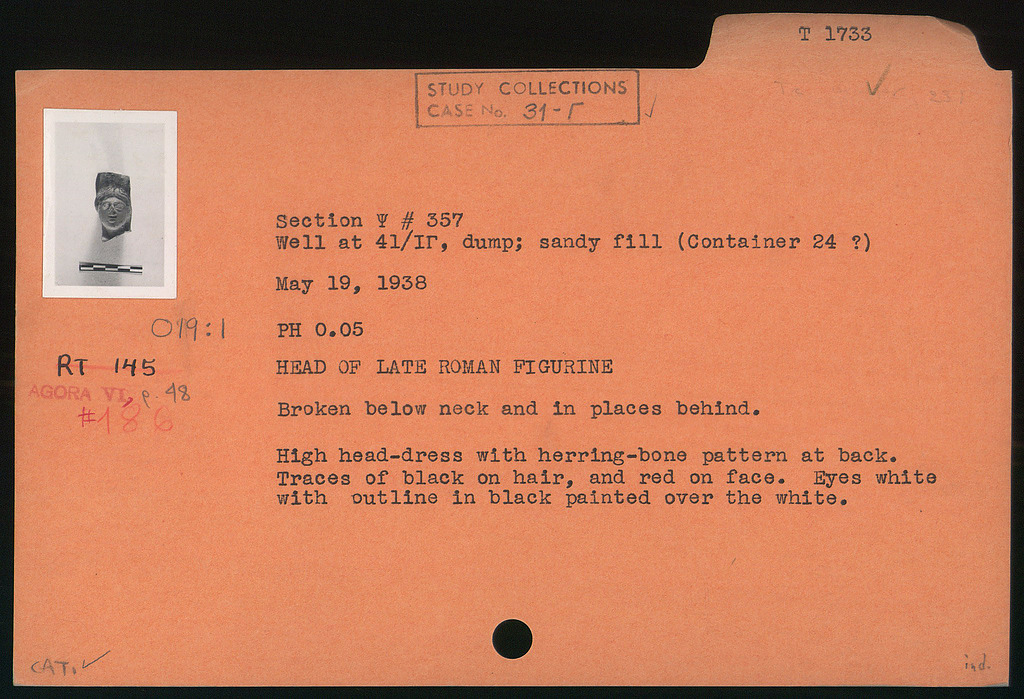 T 1733
STUDY COLLECTIONS
CASE No. 31-Γ
Section Ψ # 357
Well at 41/ΙΓ, dump; sandy fill (Container 24 ?)
May 19, 1938
O19:1
PH 0.05
RT 145
HEAD OF LATE ROMAN FIGURINE
AGORA VI, p. 48
#186
Broken below neck and in places behind.
High head-dress with herring-bone pattern at back.
Traces of black on hair, and red on face. Eyes white
with outline in black painted over the white.
CAT. ✓
ind.